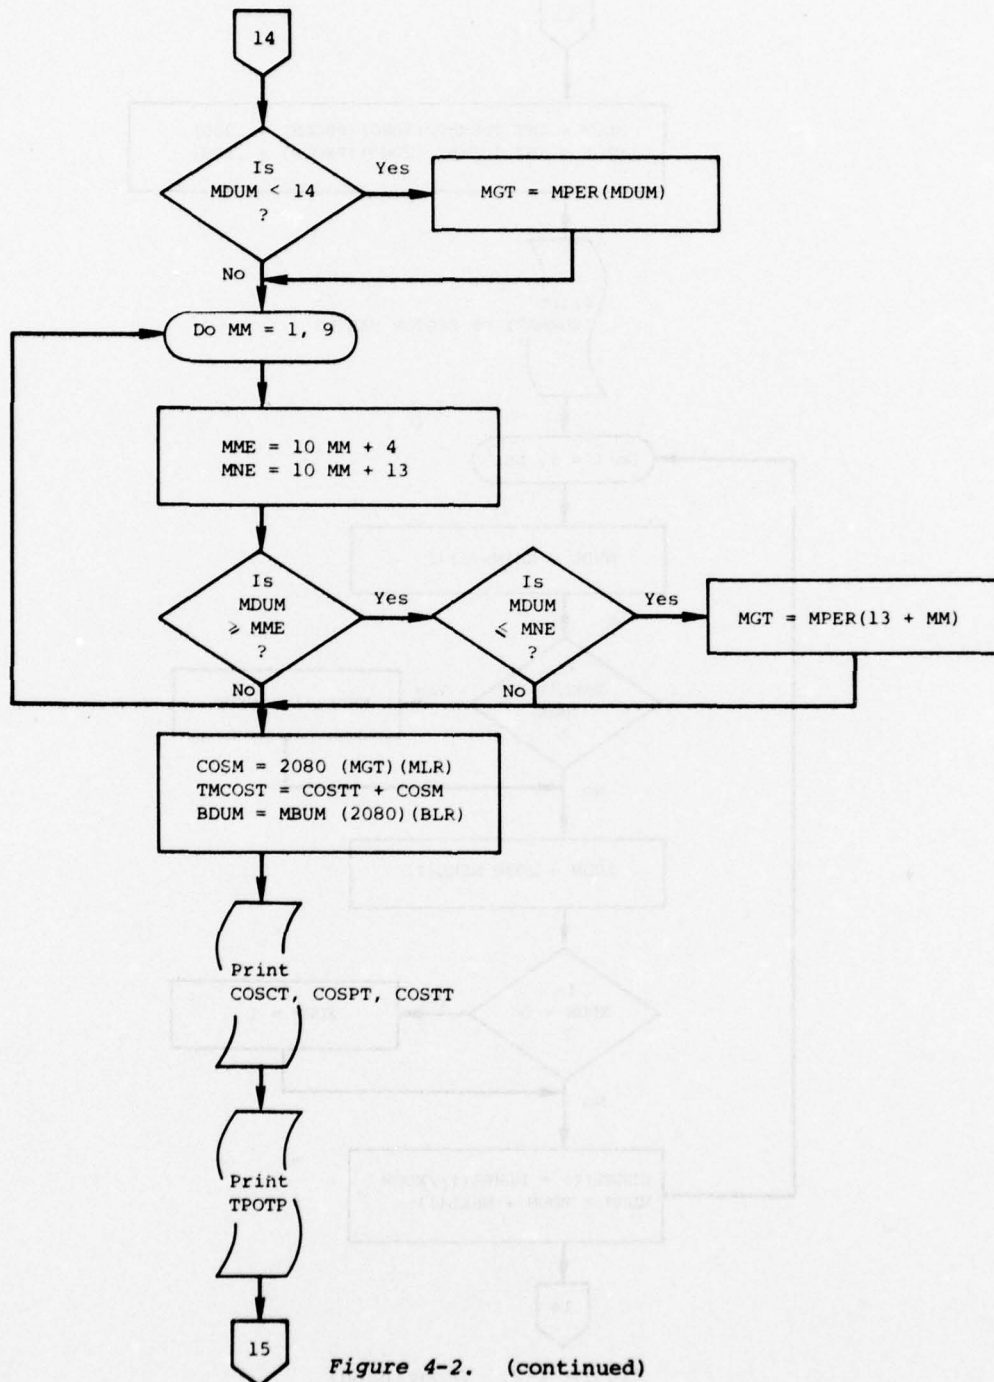 14
Is
MDUM < 14
?
Yes
MGT = MPER(MDUM)
No
Do MM = 1, 9
MME = 10 MM + 4
MNE = 10 MM + 13
Is
MDUM
⩾ MME
?
Yes
Is
MDUM
⩽ MNE
?
Yes
MGT = MPER(13 + MM)
No
No
COSM = 2080 (MGT)(MLR)
TMCOST = COSTT + COSM
BDUM = MBUM (2080)(BLR)
Print
COSCT, COSPT, COSTT
Print
TPOTP
15
Figure 4-2. (continued)